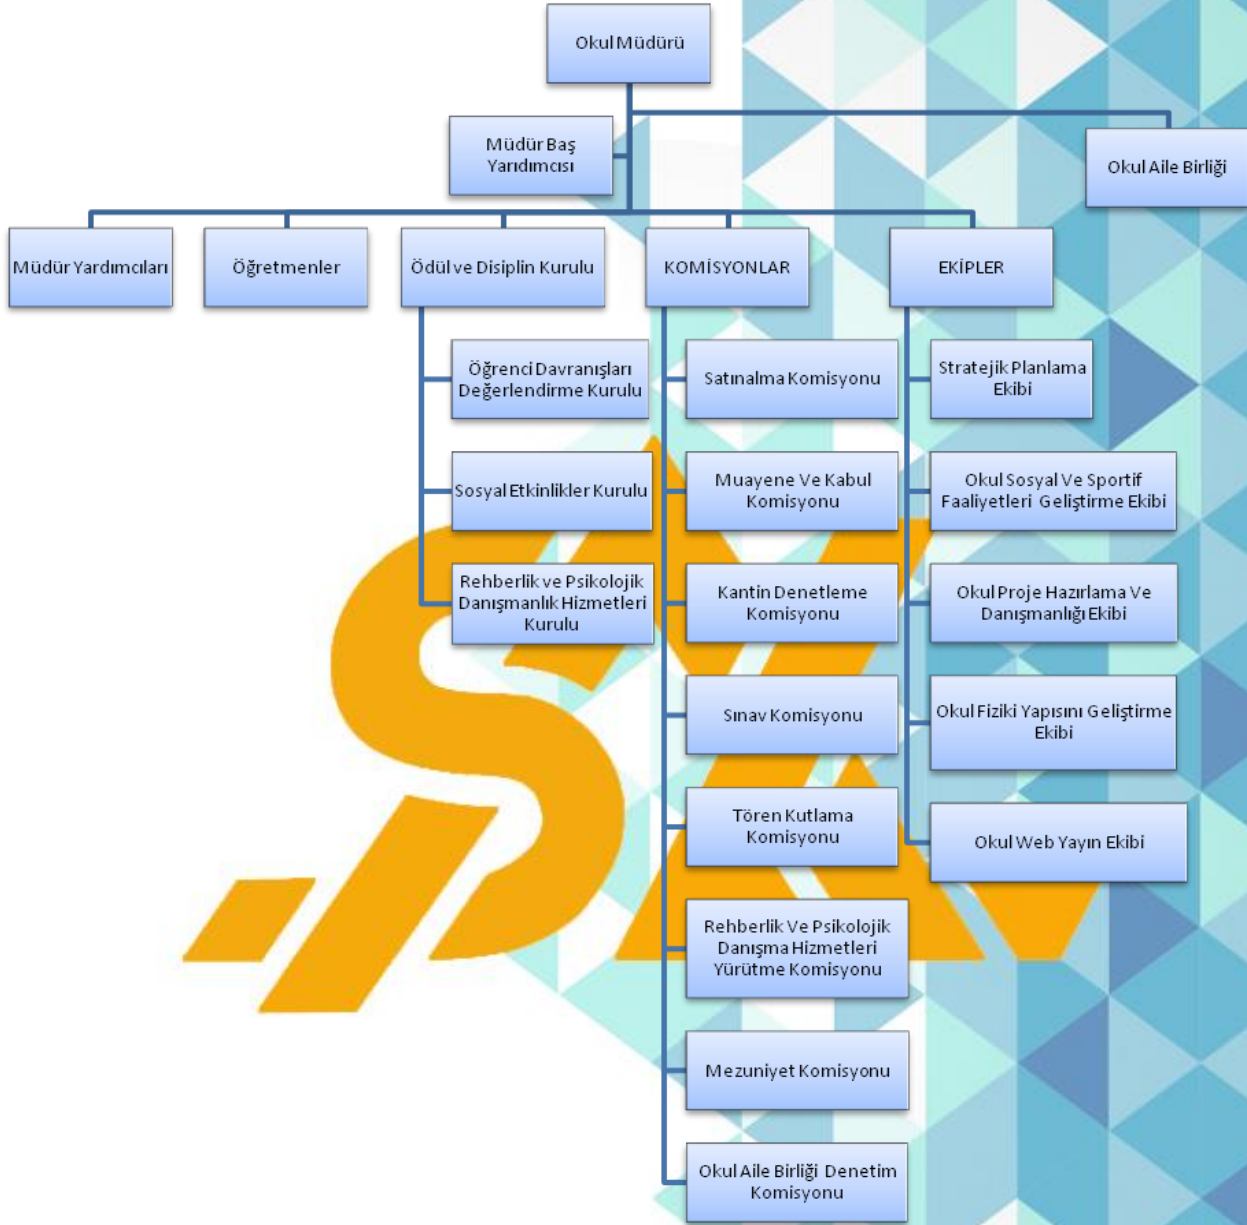 Okul Müdürü
Müdür Baş
Yarıdımcısı
Okul Aile Birliği
Müdür Yardımcıları
Öğretmenler
Ödül ve Disiplin Kurulu
KOMİSYONLAR
EKİPLER
Öğrenci Davranışları
Değerlendirme Kurulu
Sosyal Etkinlikler Kurulu
Rehberlik ve Psikolojik
Danışmanlık Hizmetleri
Kurulu
Satınalma Komisyonu
Muayene Ve Kabul
Komisyonu
Kantin Denetleme
Komisyonu
Sınav Komisyonu
Tören Kutlama
Komisyonu
Rehberlik Ve Psikolojik
Danışma Hizmetleri
Yürütme Komisyonu
Mezuniyet Komisyonu
Okul Aile Birliği Denetim
Komisyonu
Stratejik Planlama
Ekibi
Okul Sosyal Ve Sportif
Faaliyetleri Geliştirme Ekibi
Okul Proje Hazırlama Ve
Danışmanlığı Ekibi
Okul Fiziki Yapısını Geliştirme
Ekibi
Okul Web Yayın Ekibi